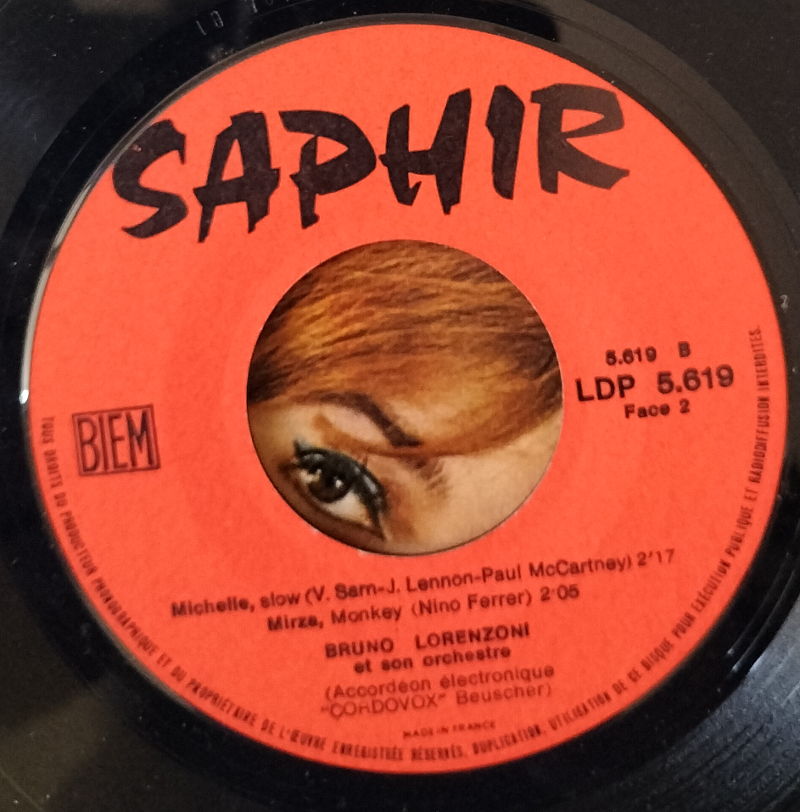 SAPHIR
5.619 B
LDP 5.619
Face 2
BIEM
Michelle, slow (V. Sam-J. Lennon-Paul McCartney) 2'17
Mirza, Monkey (Nino Ferrer) 2'05
BRUNO LORENZONI
et son orchestre
(Accordéon électronique
"CORDOVOX" Beuscher)
MADE IN FRANCE
TOUS DROITS DU PRODUCTEUR PHONOGRAPHIQUE ET DU PROPRIÉTAIRE DE L'ŒUVRE ENREGISTRÉE RÉSERVÉS. DUPLICATION, UTILISATION DE CE DISQUE POUR EXÉCUTION PUBLIQUE ET RADIODIFFUSION INTERDITES.